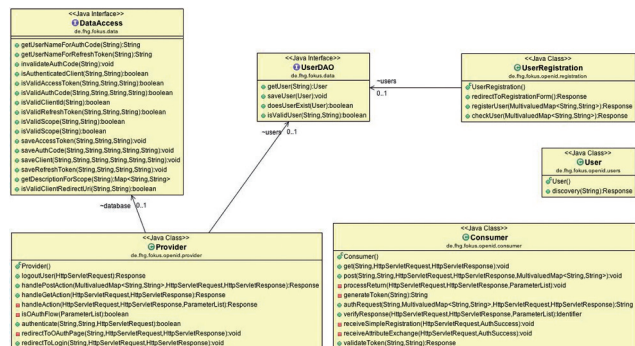 <<Java Interface>>
DataAccess
de.fhg.fokus.data
getUserNameForAuthCode(String):String
getUserNameForRefreshToken(String):String
invalidateAuthCode(String):void
isAuthenticatedClient(String,String):boolean
isValidAccessToken(String,String,String):boolean
isValidAuthCode(String,String,String,String):boolean
isValidClientId(String):boolean
isValidRefreshToken(String,String,String):boolean
isValidScope(String,String):boolean
isValidScope(String):boolean
saveAccessToken(String,String,String,String):void
saveAuthCode(String,String,String,String,String):void
saveClient(String,String,String,String,String,String):void
saveRefreshToken(String,String,String,String):void
getDescriptionForScope(String):Map<String,String>
isValidClientRedirectUri(String,String):boolean
<<Java Interface>>
UserDAO
de.fhg.fokus.data
getUser(String):User
saveUser(User):void
doesUserExist(User):boolean
isValidUser(String,String):boolean
<<Java Class>>
UserRegistration
de.fhg.fokus.openid.registration
UserRegistration()
redirectToRegistrationForm():Response
registerUser(MultivaluedMap<String,String>):Response
checkUser(MultivaluedMap<String,String>):Response
~users
0..1
~users 0..1
<<Java Class>>
User
de.fhg.fokus.openid.users
User()
discovery(String):Response
~database 0..1
<<Java Class>>
Provider
de.fhg.fokus.openid.provider
Provider()
logoutUser(HttpServletRequest):Response
handlePostAction(MultivaluedMap<String,String>,HttpServletRequest,HttpServletResponse):Response
handleGetAction(HttpServletRequest,HttpServletResponse):Response
handleAction(HttpServletRequest,HttpServletResponse,ParameterList):Response
isOAuthFlow(ParameterList):boolean
authenticate(String,String,HttpServletRequest):boolean
redirectToOAuthPage(String,HttpServletRequest,HttpServletResponse):void
redirectToLogin(String,HttpServletRequest,HttpServletResponse):void
<<Java Class>>
Consumer
de.fhg.fokus.openid.consumer
Consumer()
get(String,HttpServletRequest,HttpServletResponse):void
post(String,String,HttpServletRequest,HttpServletResponse,MultivaluedMap<String,String>):void
processReturn(HttpServletRequest,HttpServletResponse,ParameterList):void
generateToken(String):String
authRequest(String,MultivaluedMap<String,String>,HttpServletRequest,HttpServletResponse):String
verifyResponse(HttpServletRequest,HttpServletResponse,ParameterList):Identifier
receiveSimpleRegistration(HttpServletRequest,AuthSuccess):void
receiveAttributeExchange(HttpServletRequest,AuthSuccess):void
validateToken(String,String):Response